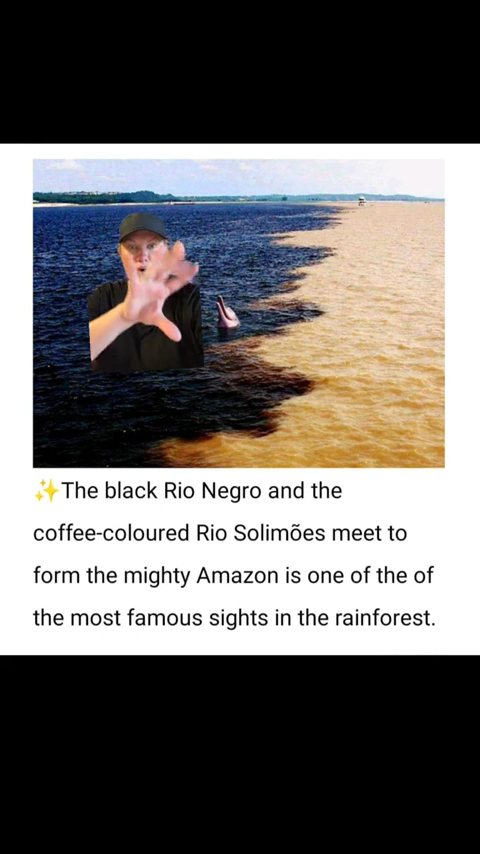 ✨The black Rio Negro and the
coffee-coloured Rio Solimões meet to
form the mighty Amazon is one of the of
the most famous sights in the rainforest.